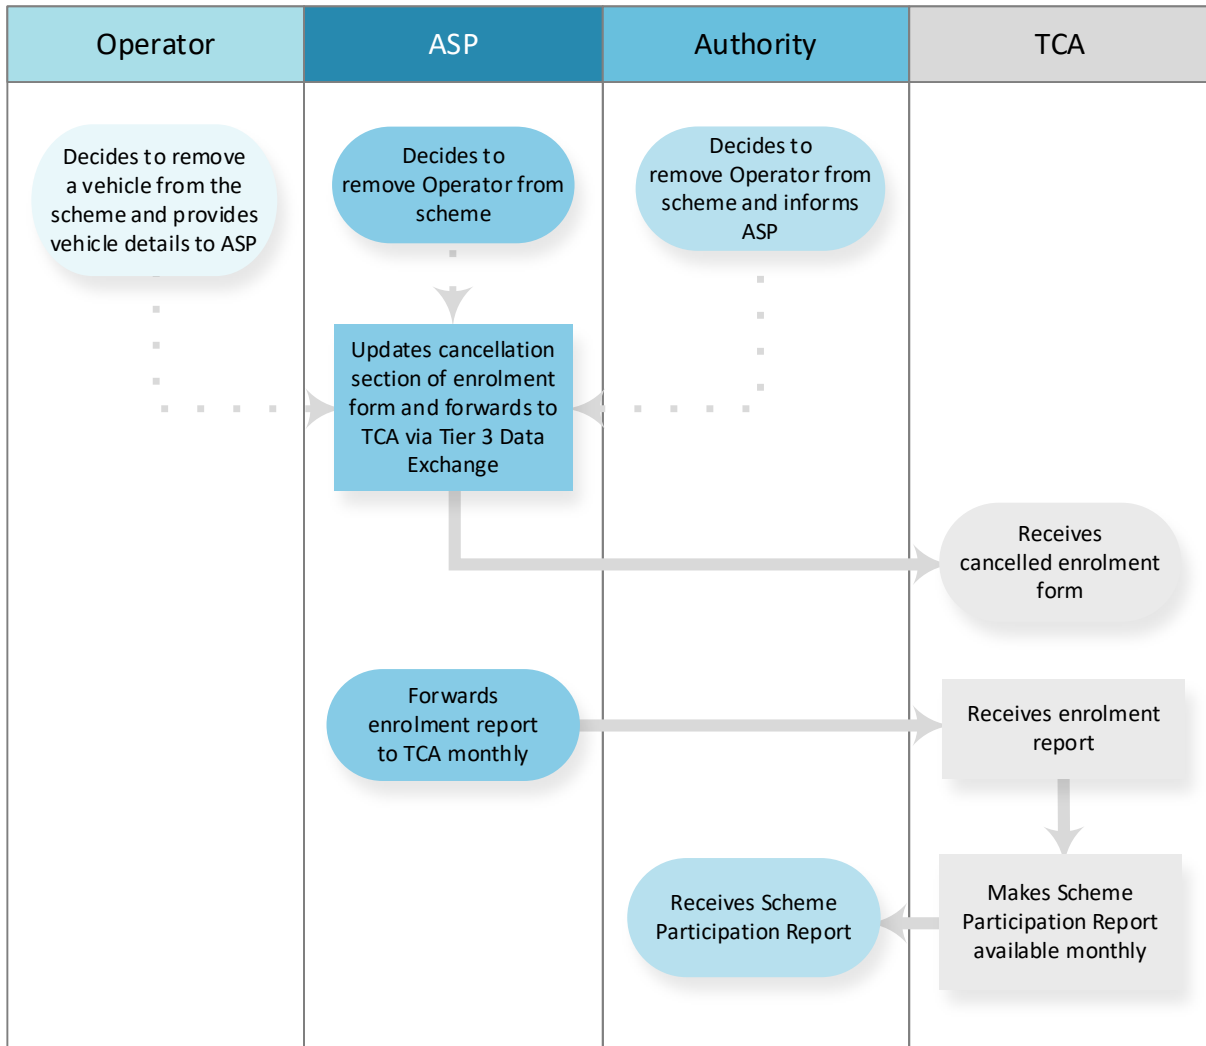 Operator
ASP
Authority
TCA
Decides to remove
a vehicle from the
scheme and provides
vehicle details to ASP
Decides to
remove Operator from
scheme
Decides to
remove Operator from
scheme and informs
ASP
Updates cancellation
section of enrolment
form and forwards to
TCA via Tier 3 Data
Exchange
Receives
cancelled enrolment
form
Forwards
enrolment report
to TCA monthly
Receives enrolment
report
Receives Scheme
Participation Report
Makes Scheme
Participation Report
available monthly